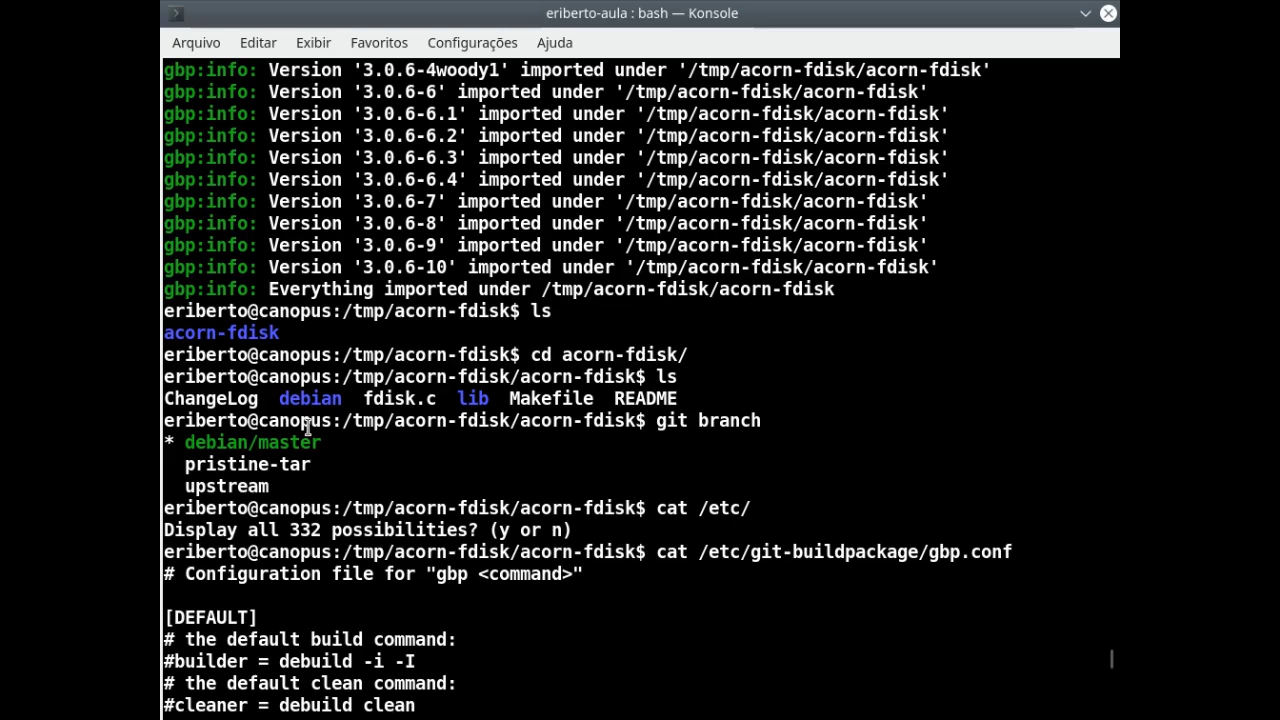 eriberto-aula : bash — Konsole
Arquivo Editar Exibir Favoritos Configurações Ajuda
gbp:info: Version '3.0.6-4woody1' imported under '/tmp/acorn-fdisk/acorn-fdisk'
gbp:info: Version '3.0.6-6' imported under '/tmp/acorn-fdisk/acorn-fdisk'
gbp:info: Version '3.0.6-6.1' imported under '/tmp/acorn-fdisk/acorn-fdisk'
gbp:info: Version '3.0.6-6.2' imported under '/tmp/acorn-fdisk/acorn-fdisk'
gbp:info: Version '3.0.6-6.3' imported under '/tmp/acorn-fdisk/acorn-fdisk'
gbp:info: Version '3.0.6-6.4' imported under '/tmp/acorn-fdisk/acorn-fdisk'
gbp:info: Version '3.0.6-7' imported under '/tmp/acorn-fdisk/acorn-fdisk'
gbp:info: Version '3.0.6-8' imported under '/tmp/acorn-fdisk/acorn-fdisk'
gbp:info: Version '3.0.6-9' imported under '/tmp/acorn-fdisk/acorn-fdisk'
gbp:info: Version '3.0.6-10' imported under '/tmp/acorn-fdisk/acorn-fdisk'
gbp:info: Everything imported under /tmp/acorn-fdisk/acorn-fdisk
eriberto@canopus:/tmp/acorn-fdisk$ ls
acorn-fdisk
eriberto@canopus:/tmp/acorn-fdisk$ cd acorn-fdisk/
eriberto@canopus:/tmp/acorn-fdisk/acorn-fdisk$ ls
ChangeLog debian fdisk.c lib Makefile README
eriberto@canopus:/tmp/acorn-fdisk/acorn-fdisk$ git branch
* debian/master
pristine-tar
upstream
eriberto@canopus:/tmp/acorn-fdisk/acorn-fdisk$ cat /etc/
Display all 332 possibilities? (y or n)
eriberto@canopus:/tmp/acorn-fdisk/acorn-fdisk$ cat /etc/git-buildpackage/gbp.conf
# Configuration file for "gbp <command>"
[DEFAULT]
# the default build command:
#builder = debuild -i -I
# the default clean command:
#cleaner = debuild clean